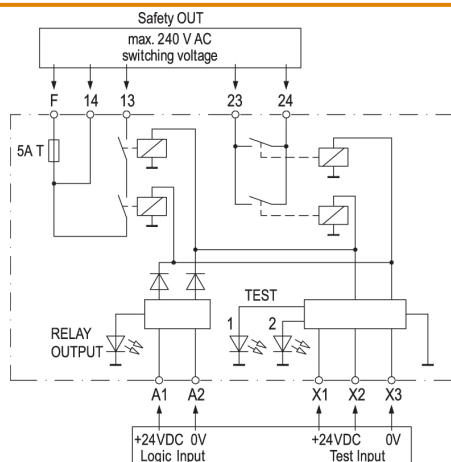 Safety OUT
max. 240 V AC
switching voltage
F 14 13 23 24
5A T
TEST
1 2
RELAY
OUTPUT
A1 A2 X1 X2 X3
+24VDC 0V +24VDC 0V
Logic Input Test Input